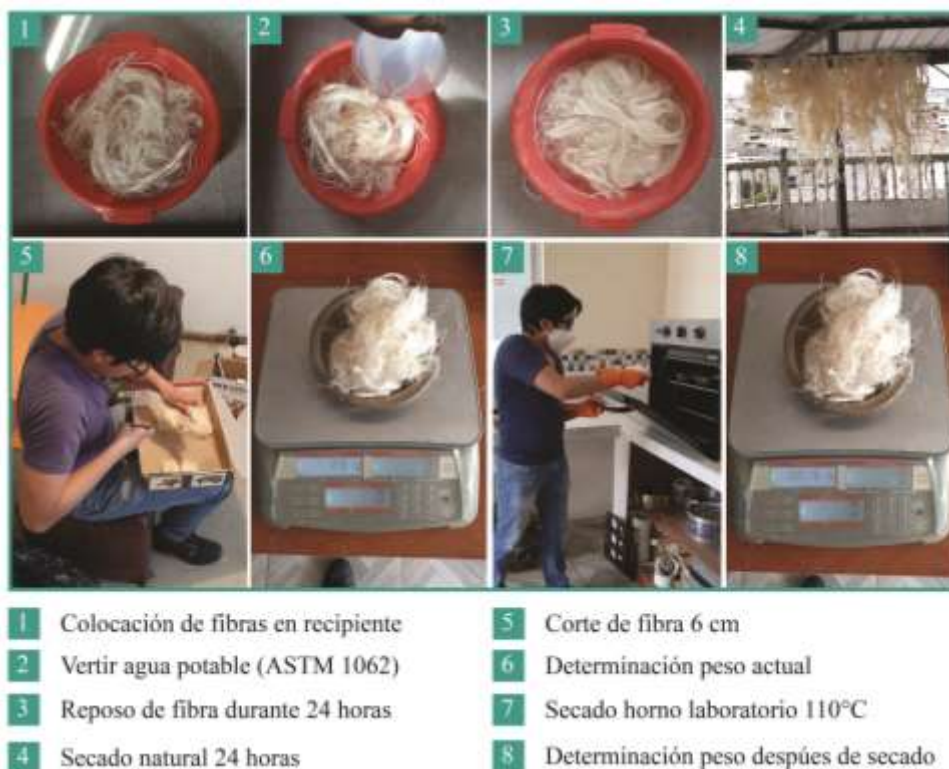 1
2
3
4
5
6
7
8
1 Colocación de fibras en recipiente
2 Vertir agua potable (ASTM 1062)
3 Reposo de fibra durante 24 horas
4 Secado natural 24 horas
5 Corte de fibra 6 cm
6 Determinación peso actual
7 Secado horno laboratorio 110°C
8 Determinación peso despúes de secado